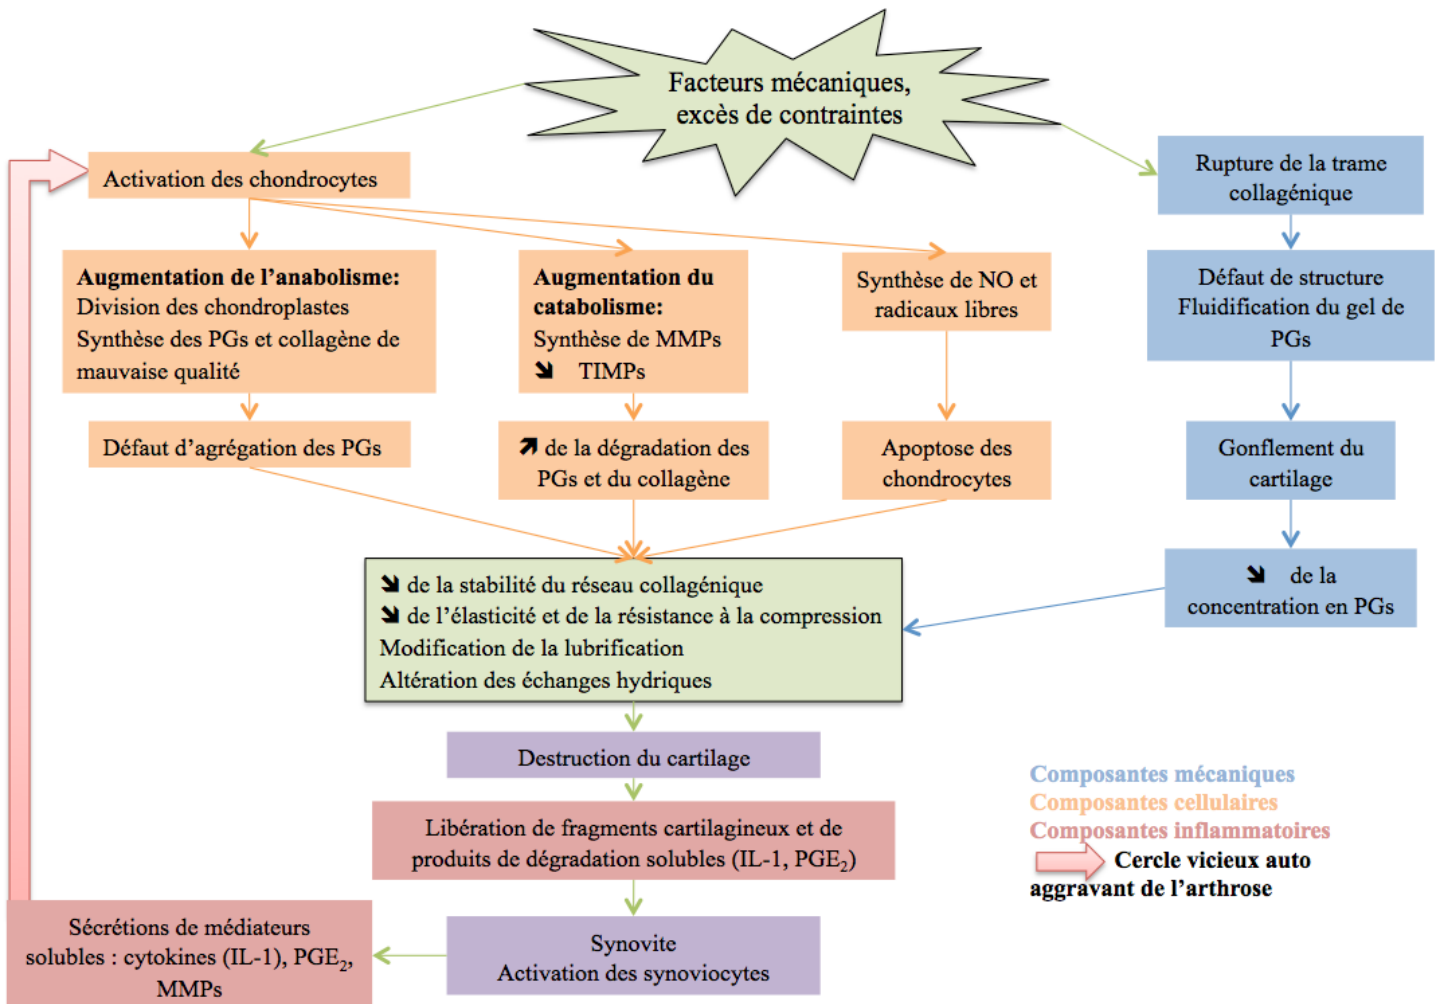 Facteurs mécaniques,
excès de contraintes
Activation des chondrocytes
Rupture de la trame
collagénique
Augmentation de l’anabolisme:
Division des chondroplastes
Synthèse des PGs et collagène de
mauvaise qualité
Augmentation du
catabolisme:
Synthèse de MMPs
➘ TIMPs
Synthèse de NO et
radicaux libres
Défaut de structure
Fluidification du gel de
PGs
Défaut d’agrégation des PGs
➚ de la dégradation des
PGs et du collagène
Apoptose des
chondrocytes
Gonflement du
cartilage
➘ de la stabilité du réseau collagénique
➘ de l’élasticité et de la résistance à la compression
Modification de la lubrification
Altération des échanges hydriques
➘ de la
concentration en PGs
Destruction du cartilage
Libération de fragments cartilagineux et de
produits de dégradation solubles (IL-1, PGE₂)
Synovite
Activation des synoviocytes
Sécrétions de médiateurs
solubles : cytokines (IL-1), PGE₂,
MMPs
Composantes mécaniques
Composantes cellulaires
Composantes inflammatoires
Cercle vicieux auto
aggravant de l’arthrose